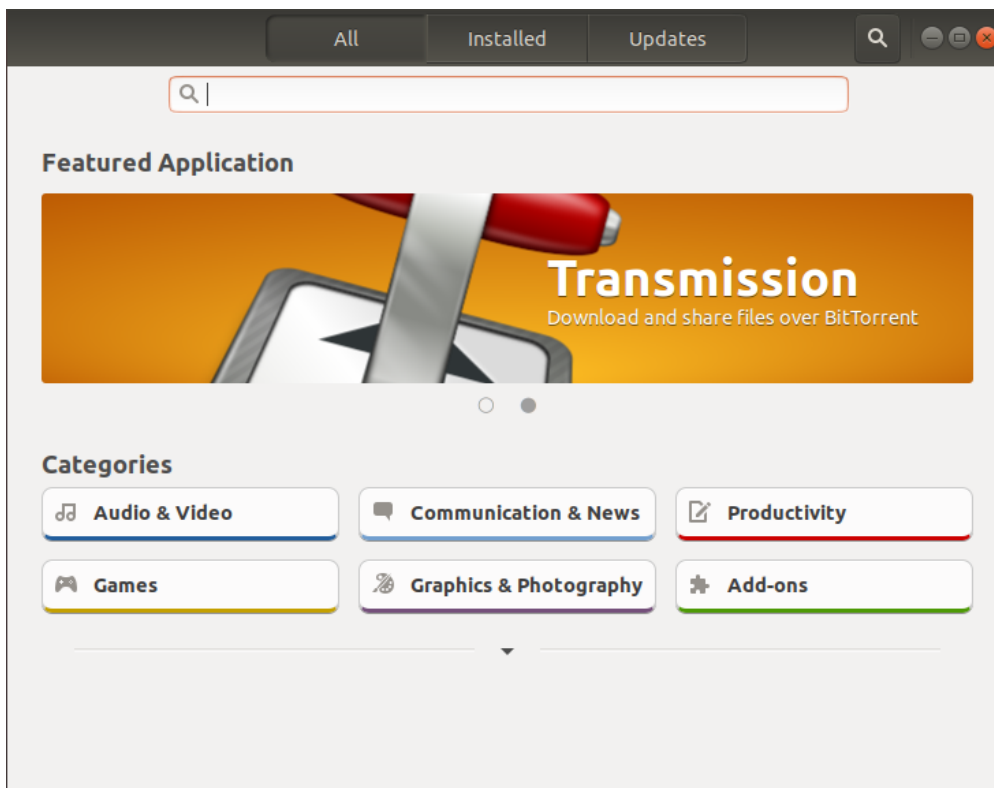 All Installed Updates
Featured Application
Transmission
Download and share files over BitTorrent
Categories
Audio & Video Communication & News Productivity
Games Graphics & Photography Add-ons